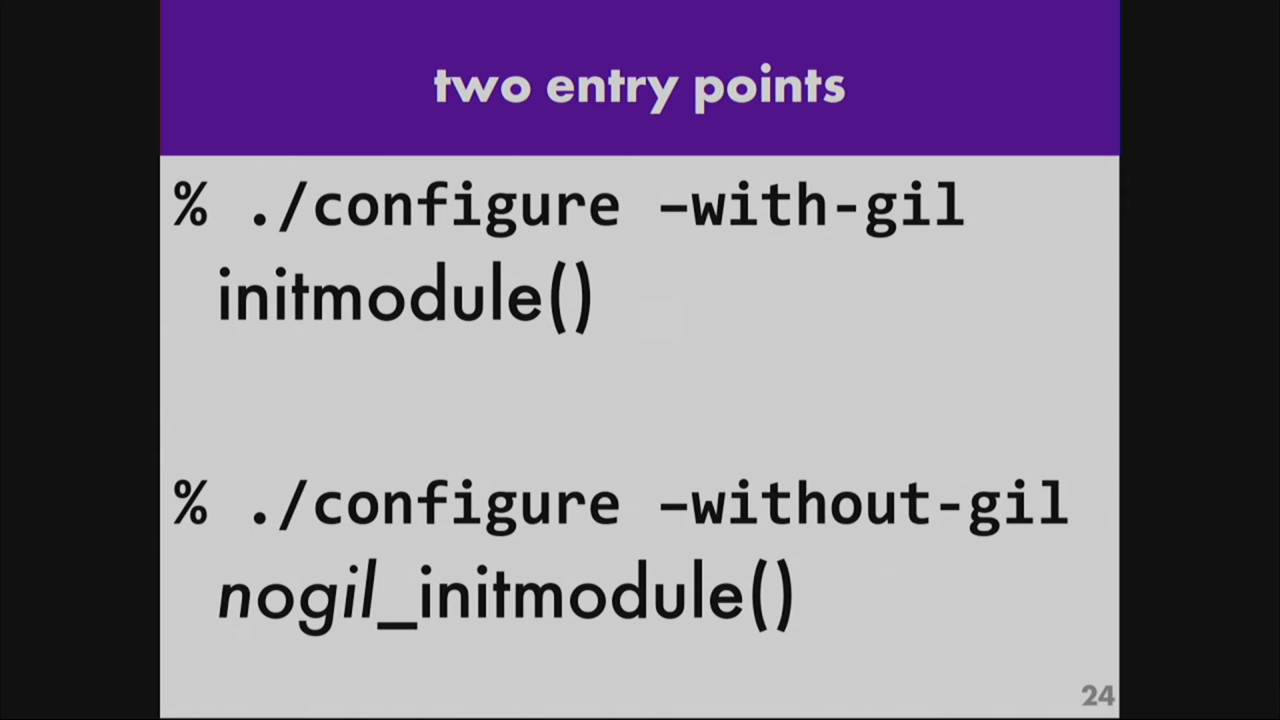 two entry points
% ./configure –with-gil
initmodule()
% ./configure –without-gil
nogil_initmodule()
24